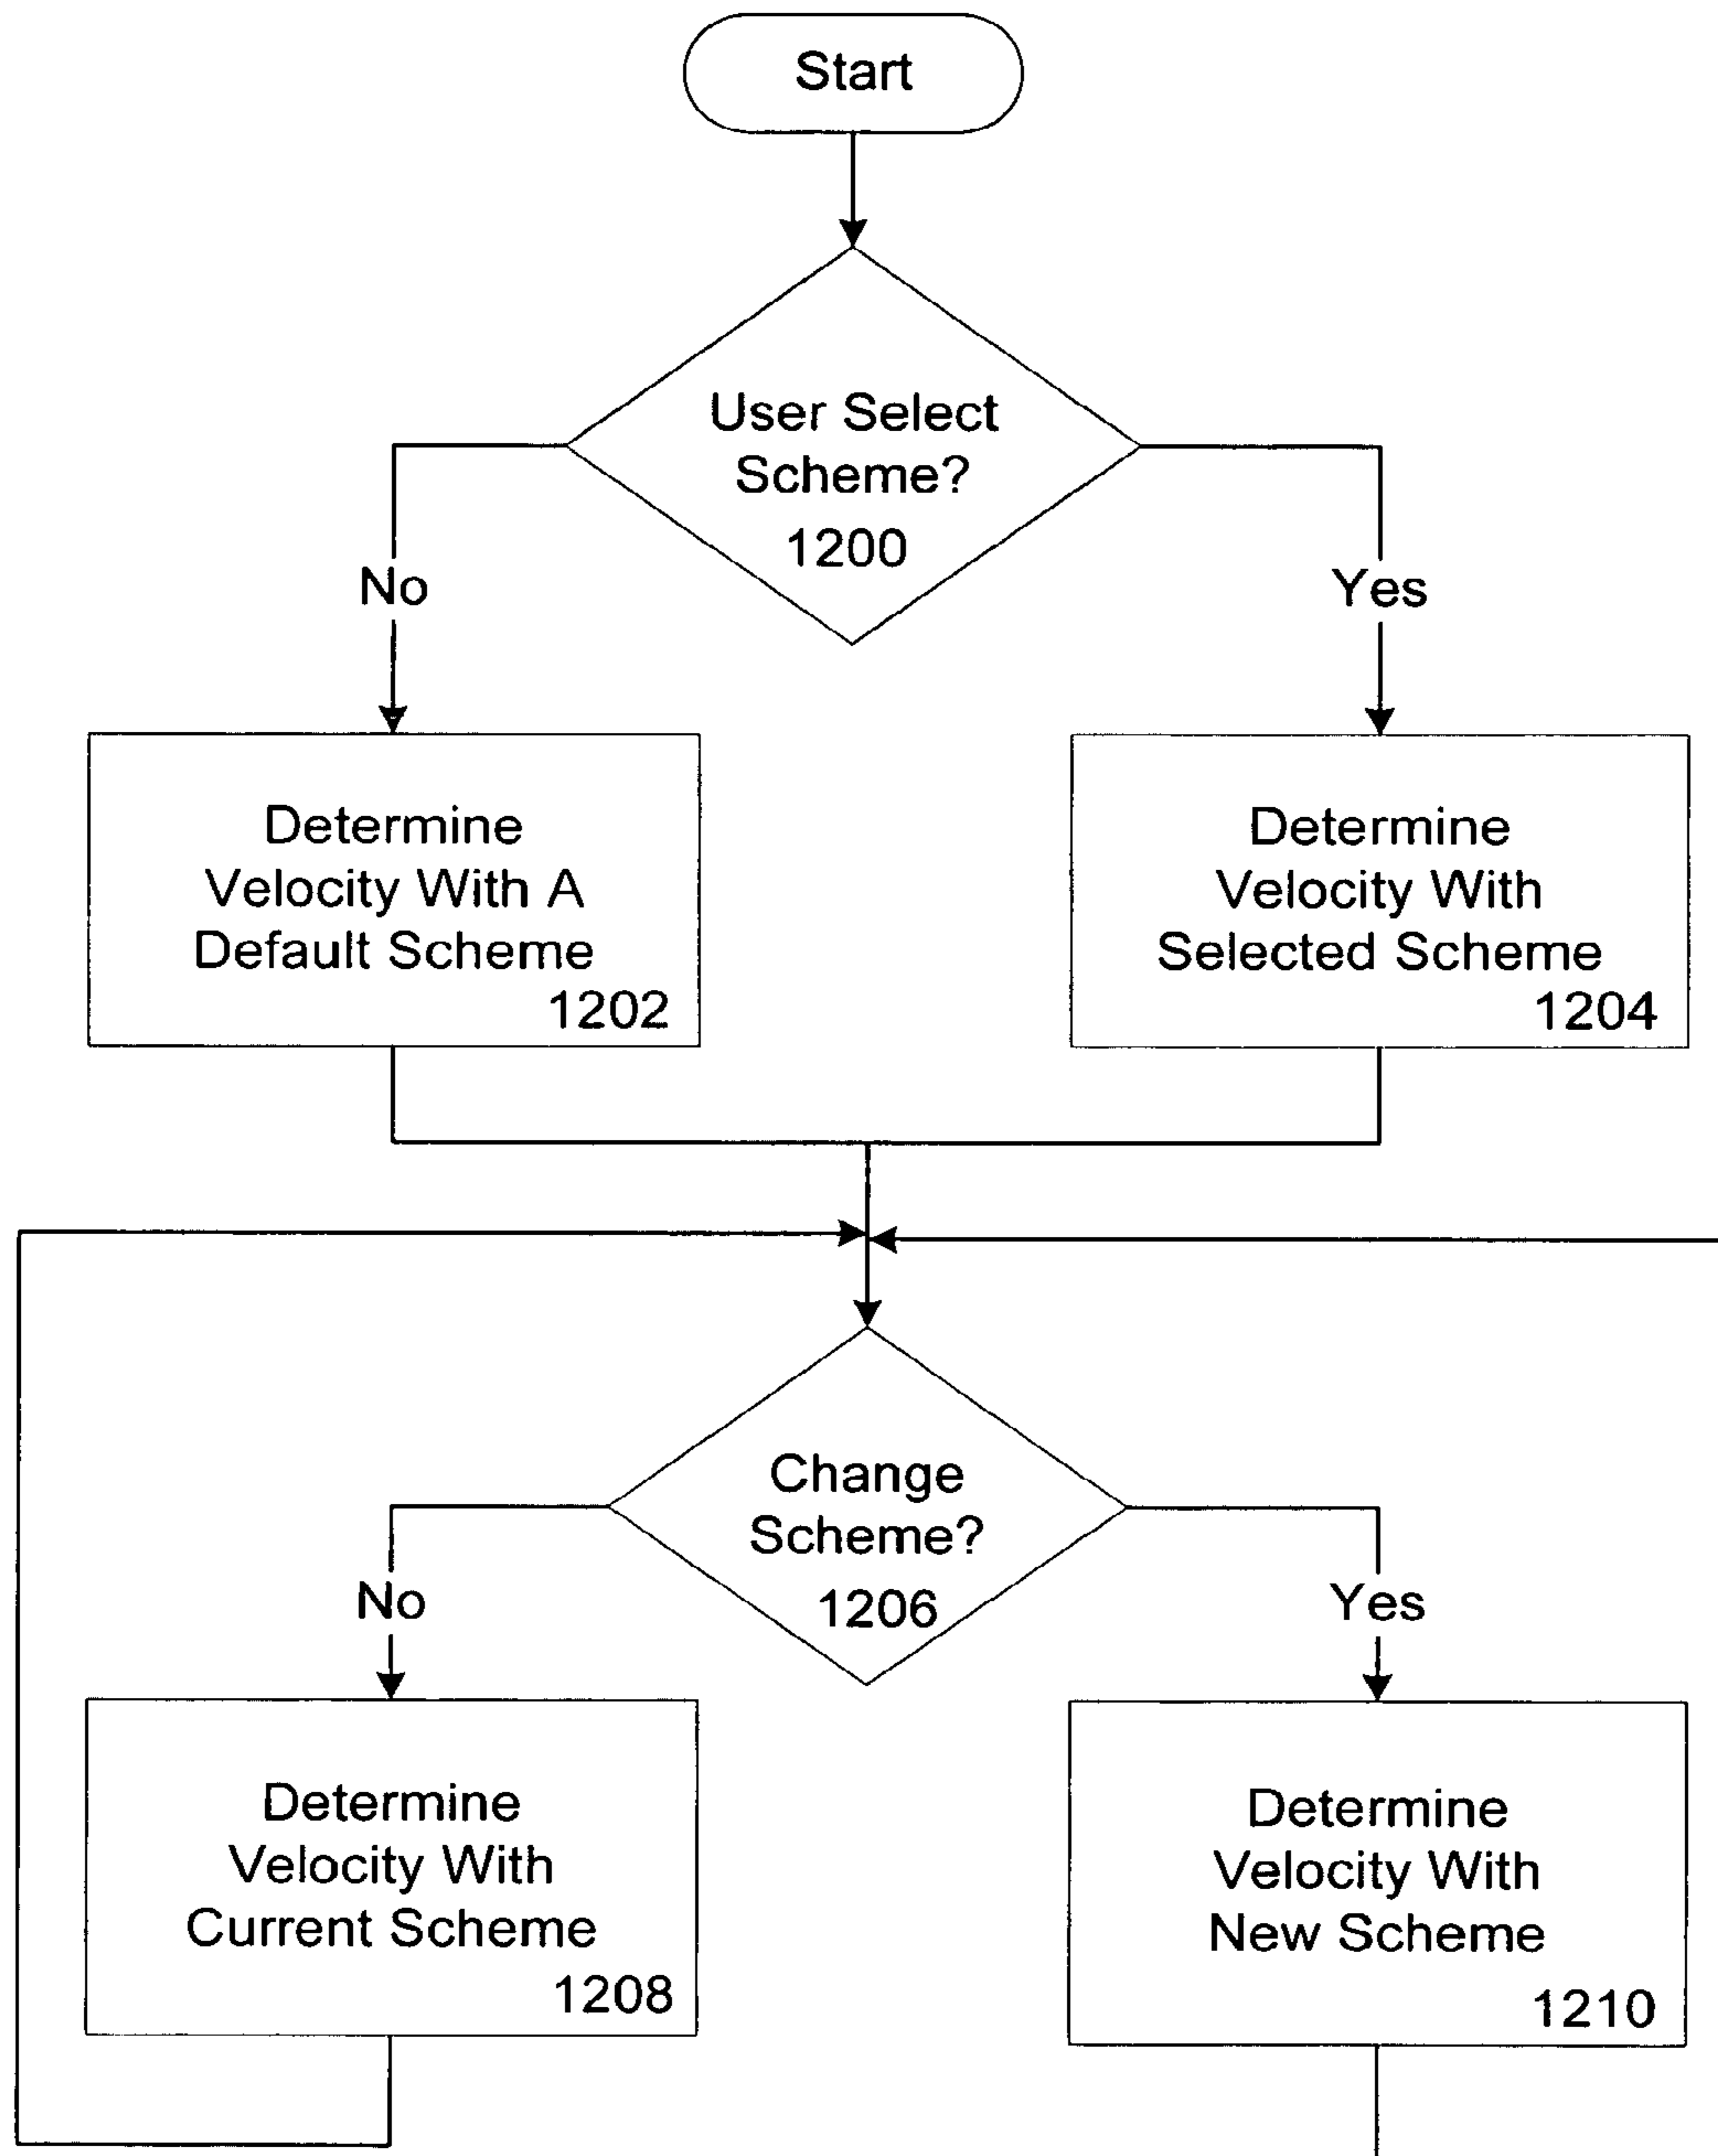 Start
User Select
Scheme?
1200
No
Yes
Determine
Velocity With A
Default Scheme
1202
Determine
Velocity With
Selected Scheme
1204
Change
Scheme?
1206
No
Yes
Determine
Velocity With
Current Scheme
1208
Determine
Velocity With
New Scheme
1210